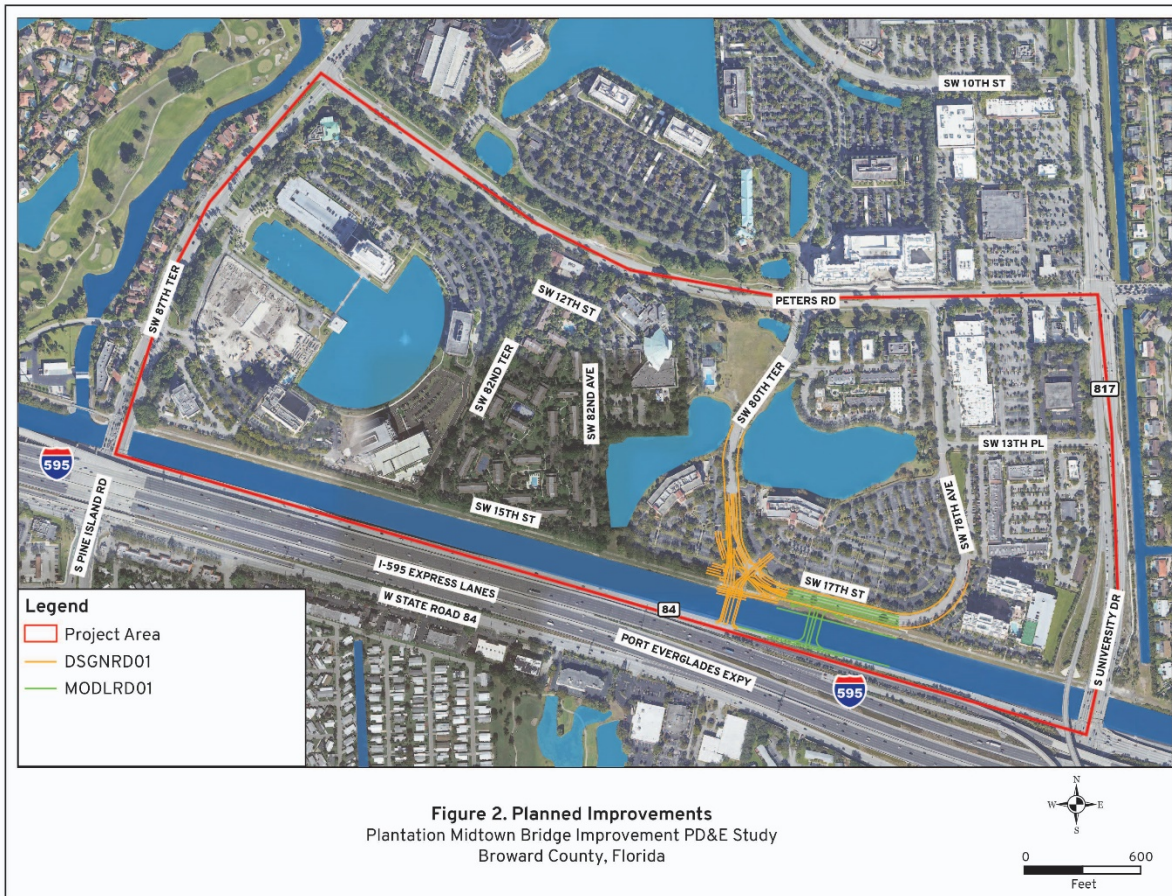 SW 10TH ST
SW 87TH TER
SW 12TH ST
PETERS RD
SW 82ND TER
SW 82ND AVE
SW 80TH TER
817
SW 13TH PL
595
S PINE ISLAND RD
SW 15TH ST
SW 78TH AVE
I-595 EXPRESS LANES
SW 17TH ST
W STATE ROAD 84
84
PORT EVERGLADES EXPY
595
S UNIVERSITY DR
Legend
Project Area
DSGNRD01
MODLRD01
Figure 2. Planned Improvements
Plantation Midtown Bridge Improvement PD&E Study
Broward County, Florida
N
W
E
S
0 600
Feet